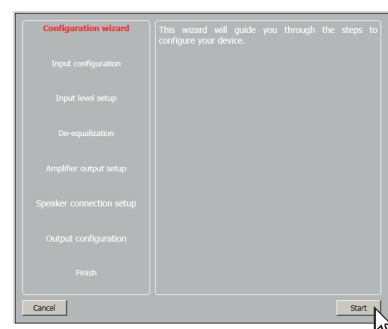 Configuration wizard
Input configuration
Input level setup
De-equalization
Amplifier output setup
Speaker connection setup
Output configuration
Finish
This wizard will guide you through the steps to
configure your device.
Cancel
Start